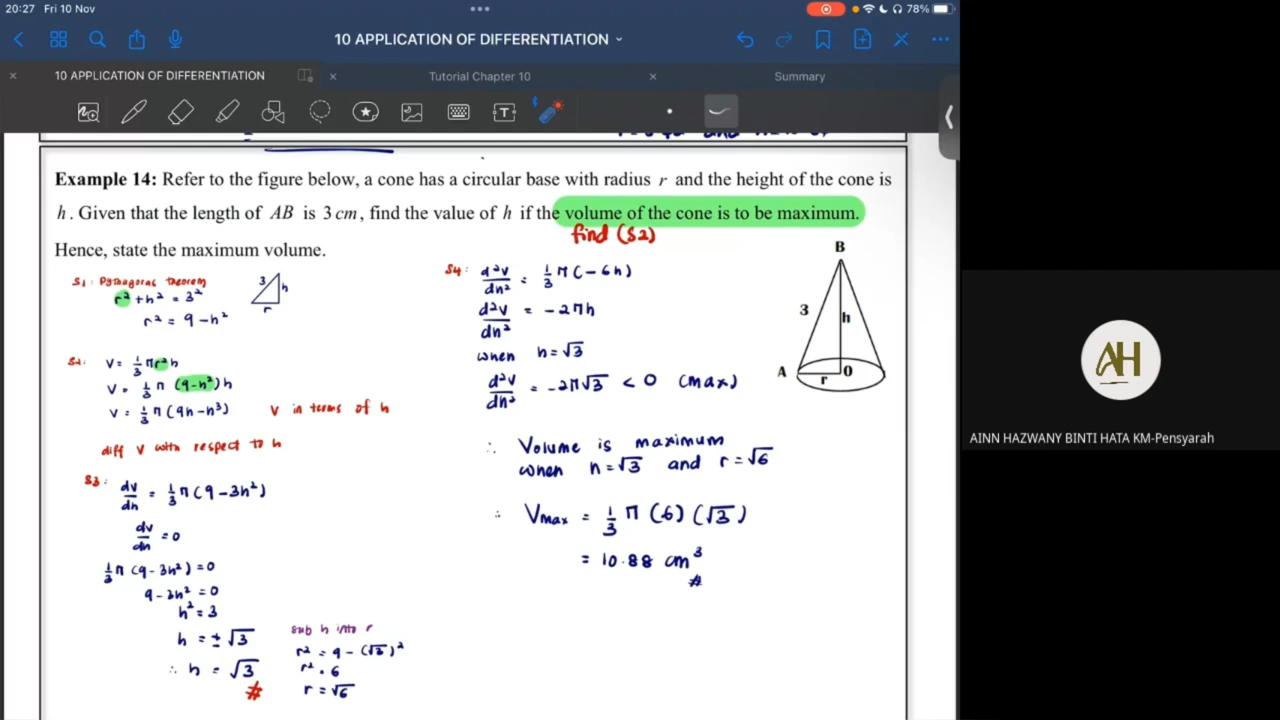 20:27 Fri 10 Nov
78%
10 APPLICATION OF DIFFERENTIATION
10 APPLICATION OF DIFFERENTIATION
Tutorial Chapter 10
Summary
Example 14: Refer to the figure below, a cone has a circular base with radius r and the height of the cone is
h. Given that the length of AB is 3 cm, find the value of h if the volume of the cone is to be maximum.
find (S2)
Hence, state the maximum volume.
S1: Pythagoras theorem
r² + h² = 3²
r² = 9 - h²
3
h
r
S2:
V = 1/3 π r² h
V = 1/3 π (9-h²)h
V = 1/3 π (9h - h³)
V in terms of h
diff V with respect to h
S3:
dv/dh = 1/3 π (9 - 3h²)
dv/dh = 0
1/3 π (9 - 3h²) = 0
9 - 3h² = 0
h² = 3
h = ± √3
∴ h = √3
#
sub h into r
r² = 9 - (√3)²
r² = 6
r = √6
S4:
d²v/dh² = 1/3 π (-6h)
d²v/dh² = -2πh
when h = √3
d²v/dh² = -2π√3 < 0 (max)
∴ Volume is maximum
when h = √3 and r = √6
∴ Vmax = 1/3 π (6) (√3)
= 10.88 cm³
#
B
3
h
A
O
r
AH
AINN HAZWANY BINTI HATA KM-Pensyarah